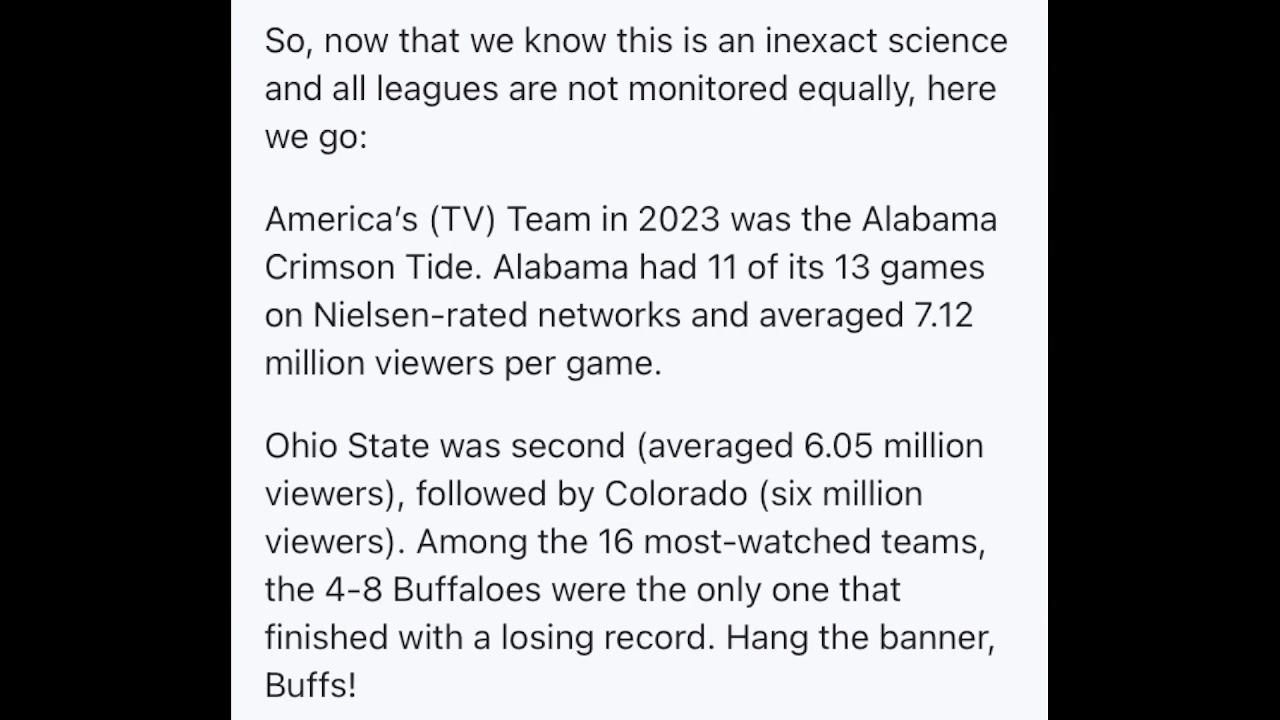 So, now that we know this is an inexact science
and all leagues are not monitored equally, here
we go:
America’s (TV) Team in 2023 was the Alabama
Crimson Tide. Alabama had 11 of its 13 games
on Nielsen-rated networks and averaged 7.12
million viewers per game.
Ohio State was second (averaged 6.05 million
viewers), followed by Colorado (six million
viewers). Among the 16 most-watched teams,
the 4-8 Buffaloes were the only one that
finished with a losing record. Hang the banner,
Buffs!